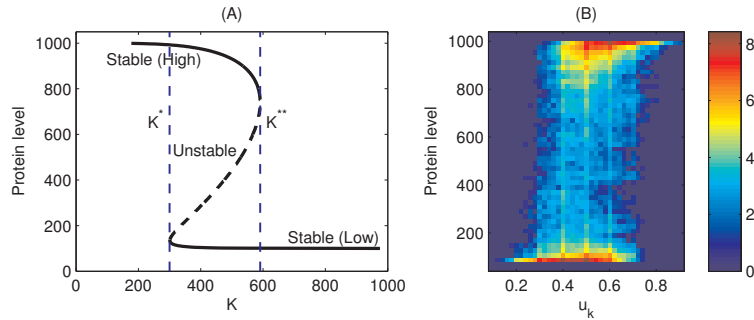 (A)
Protein level
1000
800
600
400
200
0
Stable (High)
K*
K**
Unstable
Stable (Low)
0 200 400 600 800 1000
K
(B)
Protein level
1000
800
600
400
200
0.2 0.4 0.6 0.8
u_k
8
6
4
2
0